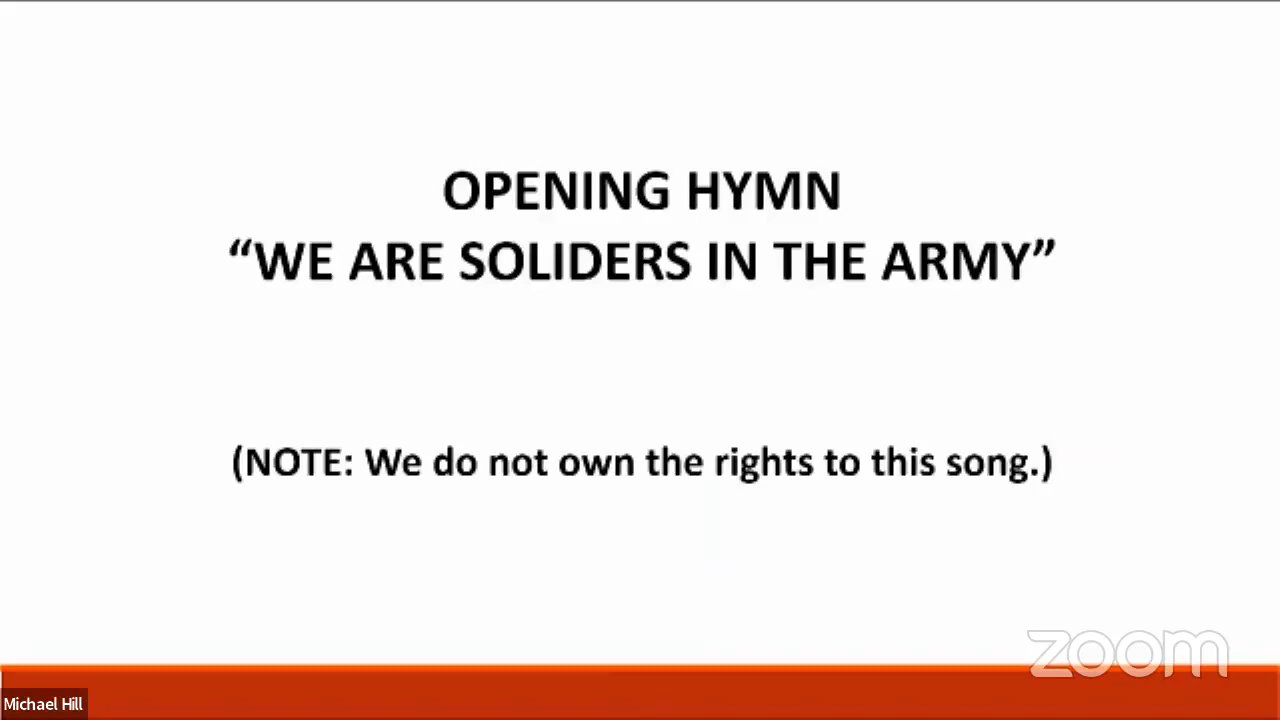 OPENING HYMN
“WE ARE SOLIDERS IN THE ARMY”
(NOTE: We do not own the rights to this song.)
zoom
Michael Hill